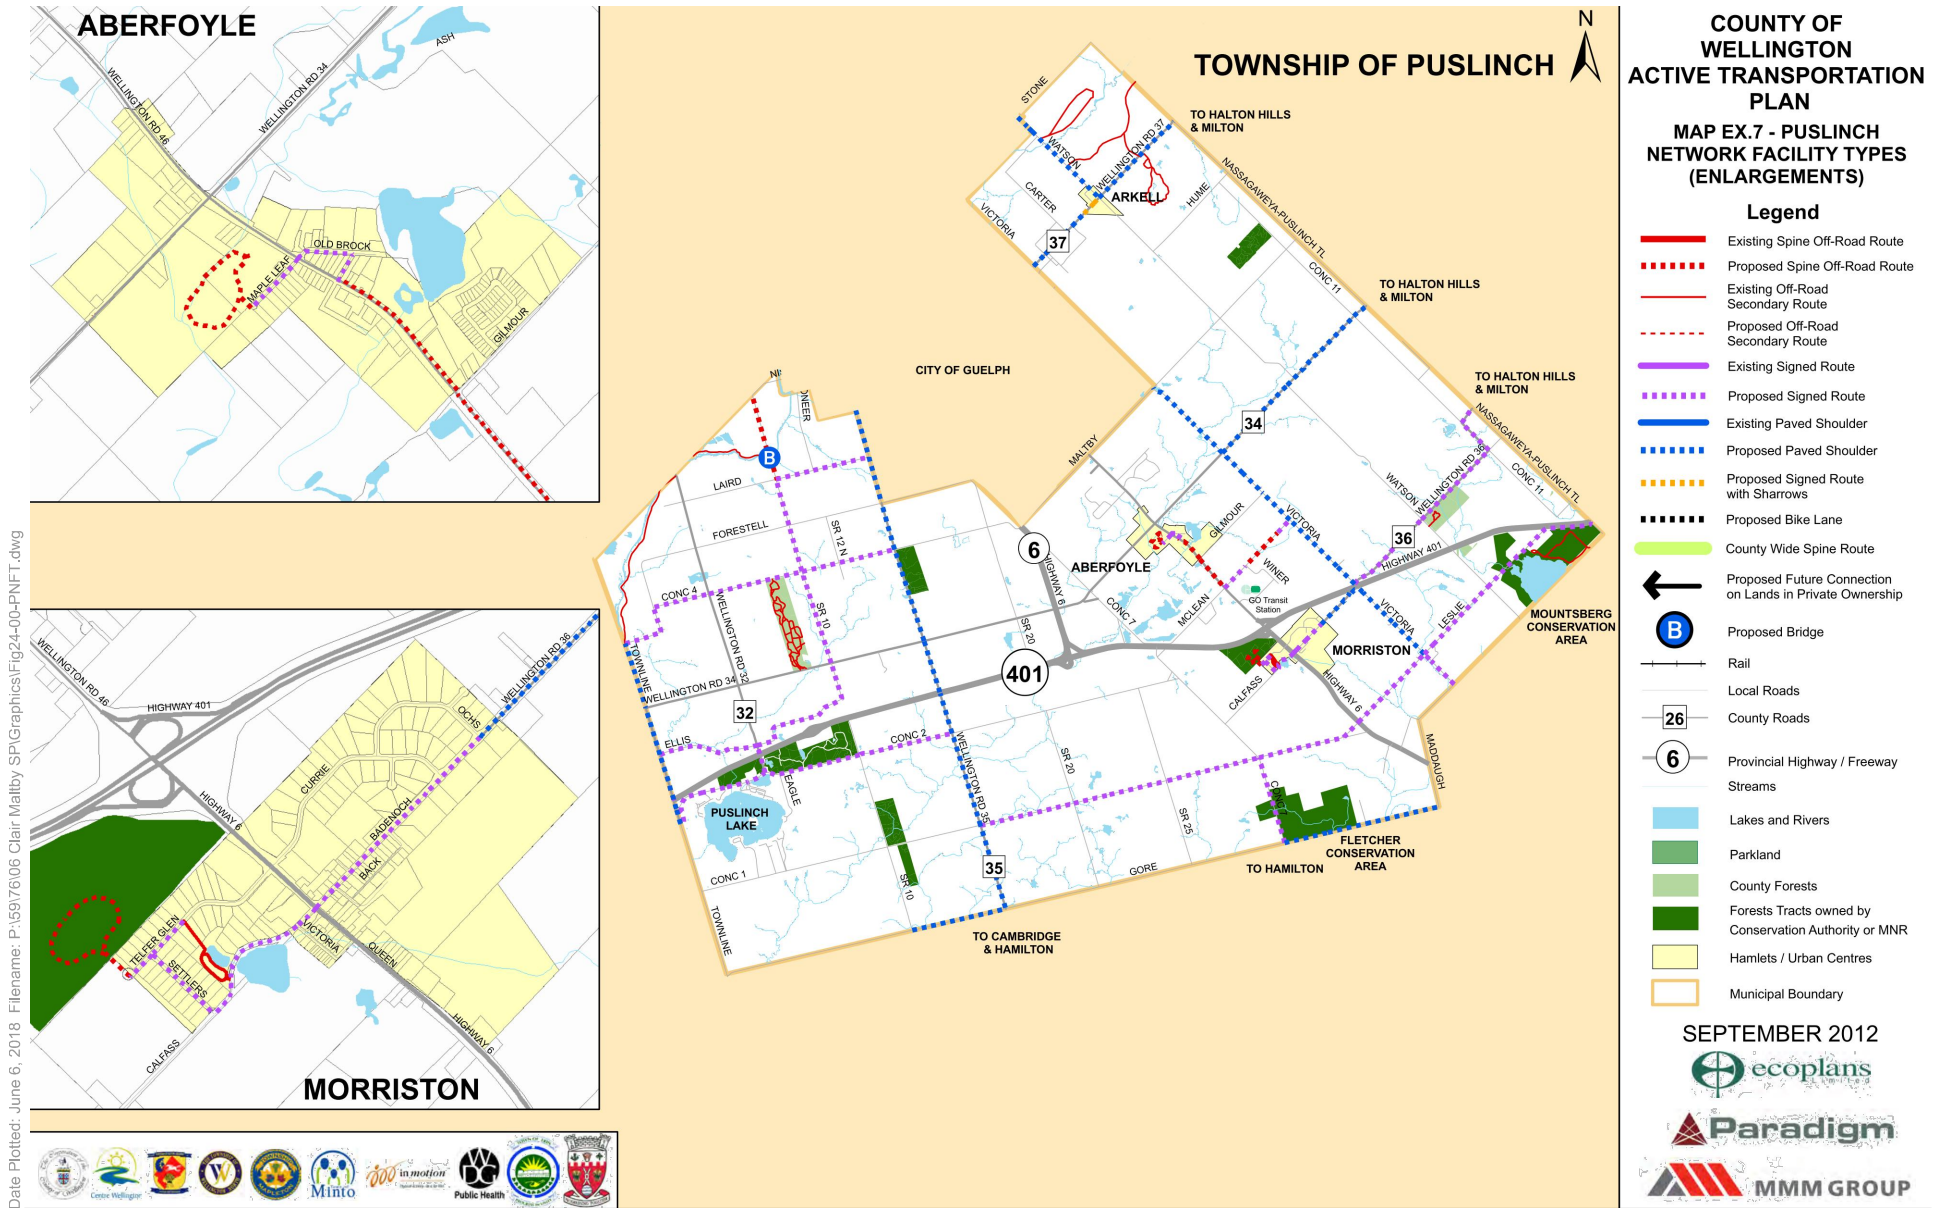 ABERFOYLE
ASH
WELLINGTON RD 34
WELLINGTON RD 46
OLD BROCK
MAPLE LEAF
GILMOUR
WELLINGTON RD 46
HIGHWAY 401
WELLINGTON RD 36
OCHS
CURRIE
HIGHWAY 6
BADENOCH
BACK
TELFER GLEN
SETTLERS
VICTORIA
QUEEN
HIGHWAY 6
CALFASS
MORRISTON
Centre Wellington
Minto
in motion
WDG
Public Health
Date Plotted: June 6, 2018 Filename: P:\59\76\06 Clair Maltby SP\Graphics\Fig24-00-PNFT.dwg
TOWNSHIP OF PUSLINCH
N
STONE
TO HALTON HILLS
& MILTON
WATSON
WELLINGTON RD 37
CARTER
ARKELL
HUME
NASSAGAWEYA-PUSLINCH TL
VICTORIA
37
CONC 11
TO HALTON HILLS
& MILTON
CITY OF GUELPH
TO HALTON HILLS
& MILTON
34
NASSAGAWEYA-PUSLINCH TL
MALTBY
WELLINGTON RD 36
CONC 11
WATSON
B
LAIRD
FORESTELL
SR 12 N
6
HIGHWAY 6
GILMOUR
VICTORIA
36
HIGHWAY 401
ABERFOYLE
WINER
GO Transit
Station
CONC 4
WELLINGTON RD 32
SR 10
CONC 7
MCLEAN
VICTORIA
LESLIE
MOUNTSBERG
CONSERVATION
AREA
SR 20
TOWNLINE
WELLINGTON RD 34
401
MORRISTON
CALFASS
HIGHWAY 6
32
ELLIS
CONC 2
WELLINGTON RD 35
SR 20
MADDAUGH
EAGLE
PUSLINCH
LAKE
CONC 7
SR 25
FLETCHER
CONSERVATION
AREA
CONC 1
SR 10
35
GORE
TO HAMILTON
TOWNLINE
TO CAMBRIDGE
& HAMILTON
COUNTY OF
WELLINGTON
ACTIVE TRANSPORTATION
PLAN
MAP EX.7 - PUSLINCH
NETWORK FACILITY TYPES
(ENLARGEMENTS)
Legend
Existing Spine Off-Road Route
Proposed Spine Off-Road Route
Existing Off-Road
Secondary Route
Proposed Off-Road
Secondary Route
Existing Signed Route
Proposed Signed Route
Existing Paved Shoulder
Proposed Paved Shoulder
Proposed Signed Route
with Sharrows
Proposed Bike Lane
County Wide Spine Route
Proposed Future Connection
on Lands in Private Ownership
B Proposed Bridge
Rail
Local Roads
26 County Roads
6 Provincial Highway / Freeway
Streams
Lakes and Rivers
Parkland
County Forests
Forests Tracts owned by
Conservation Authority or MNR
Hamlets / Urban Centres
Municipal Boundary
SEPTEMBER 2012
ecoplans
Limited
Paradigm
MMM GROUP